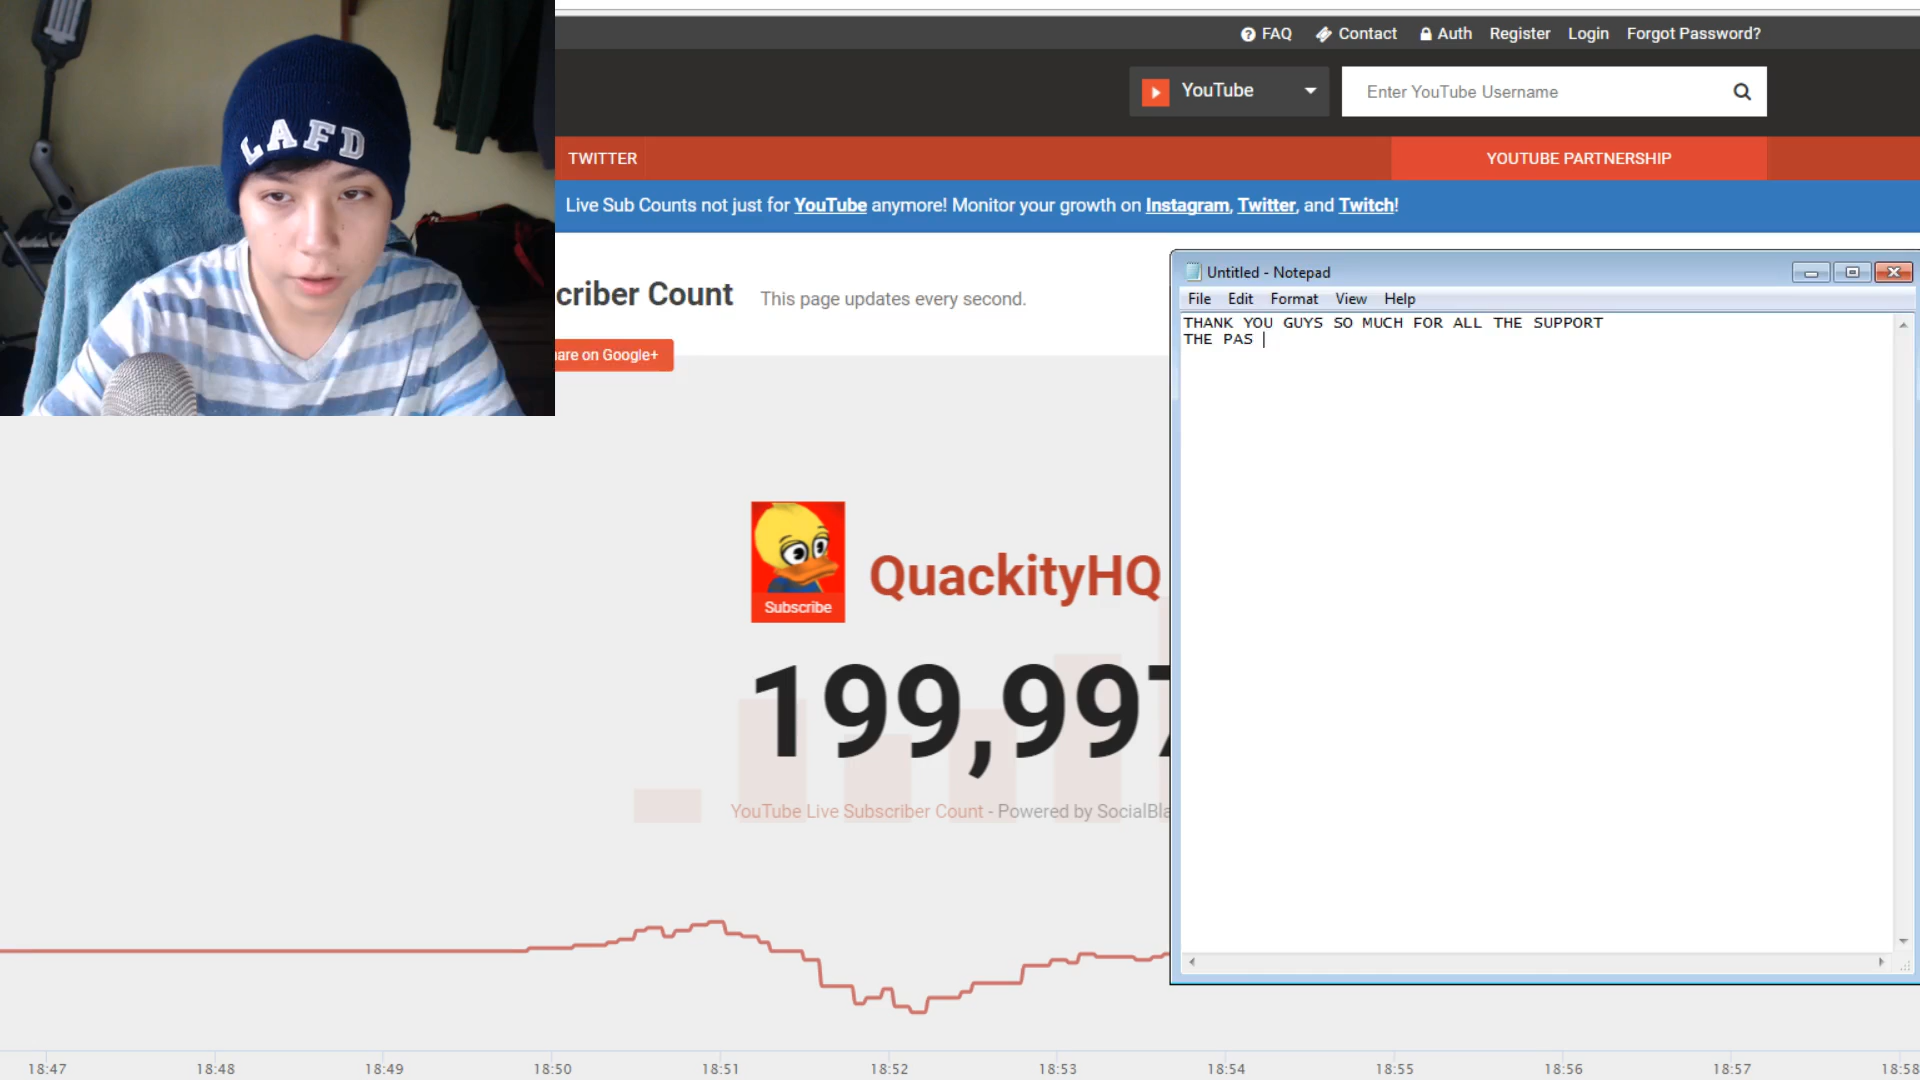 FAQ Contact Auth Register Login Forgot Password?
LAFD
YouTube Enter YouTube Username
TWITTER YOUTUBE PARTNERSHIP
Live Sub Counts not just for YouTube anymore! Monitor your growth on Instagram, Twitter, and Twitch!
criber Count This page updates every second.
are on Google+
Untitled - Notepad
File Edit Format View Help
THANK YOU GUYS SO MUCH FOR ALL THE SUPPORT
THE PAS
QuackityHQ
Subscribe
199,997
YouTube Live Subscriber Count - Powered by SocialBla
18:47 18:48 18:49 18:50 18:51 18:52 18:53 18:54 18:55 18:56 18:57 18:58